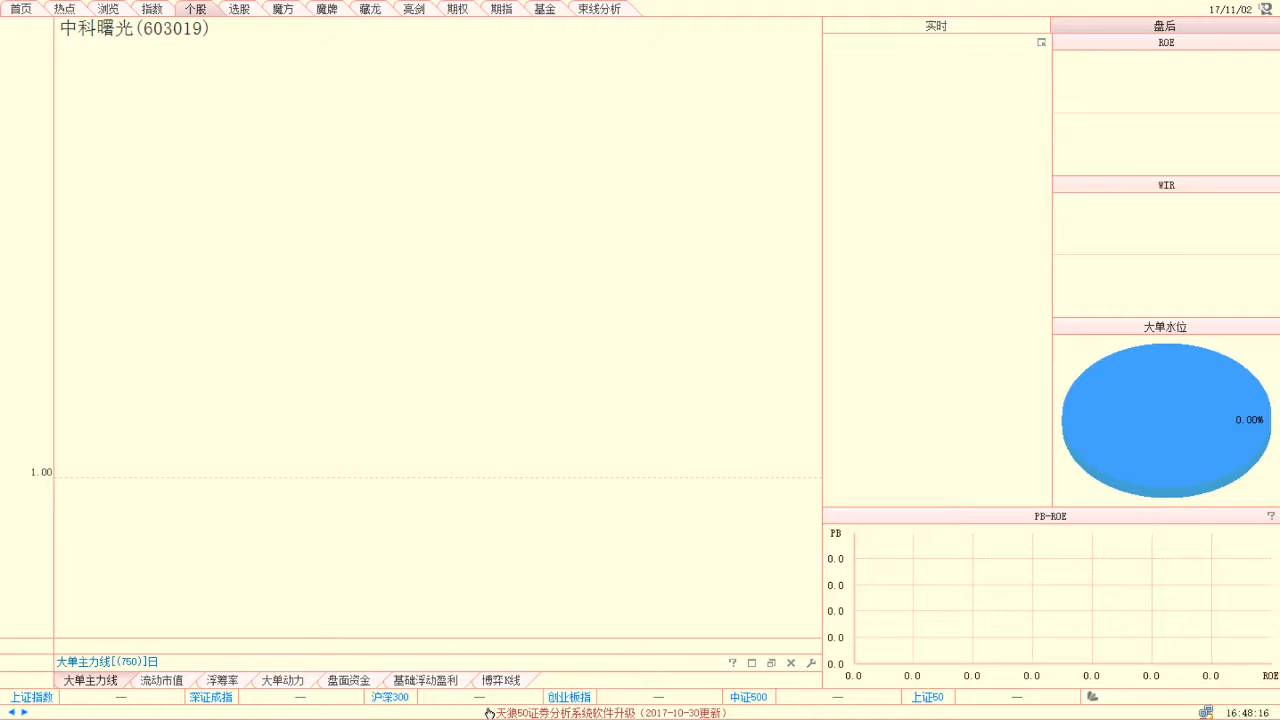 首页 热点 浏览 指数 个股 选股 魔方 魔牌 藏龙 亮剑 期权 期指 基金 束线分析 17/11/02
中科曙光(603019)
实时 盘后
ROE
WIR
大单水位
0.00%
1.00
PB-ROE ?
PB
0.0
0.0
0.0
0.0
0.0
0.0 0.0 0.0 0.0 0.0 0.0 0.0 ROE
大单主力线[(750)]日 ?
大单主力线 流动市值 浮筹率 大单动力 盘面资金 基础浮动盈利 博弈K线
上证指数 — 深证成指 — 沪深300 — 创业板指 — 中证500 — 上证50 —
天狼50证券分析系统软件升级（2017-10-30更新） 16:48:16